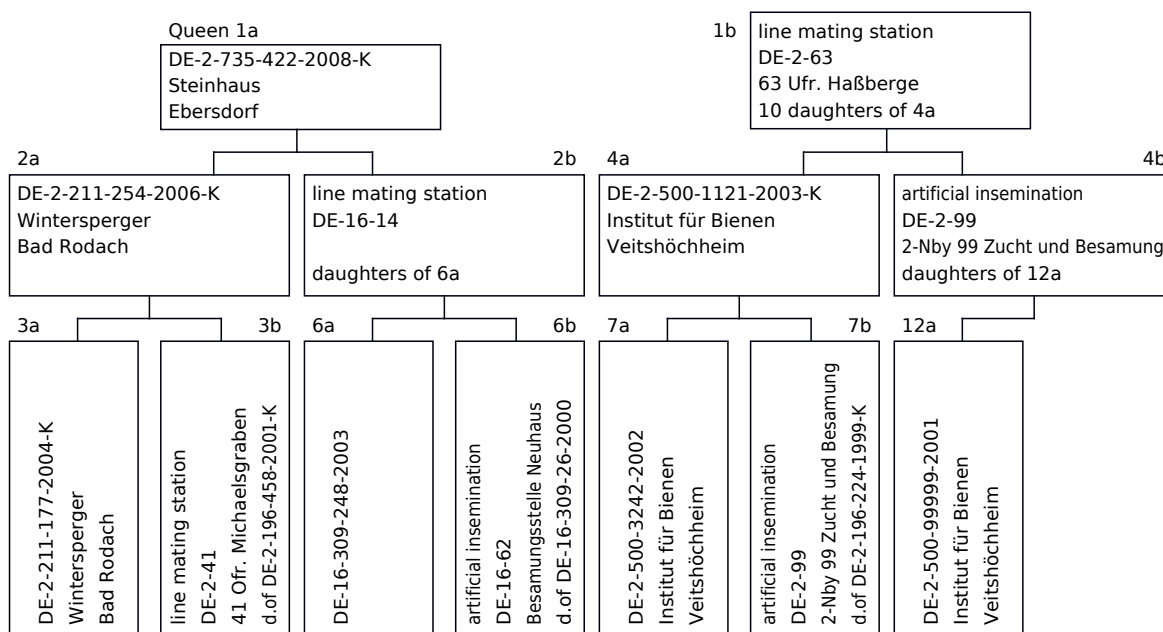 Queen 1a
DE-2-735-422-2008-K
Steinhaus
Ebersdorf
1b
line mating station
DE-2-63
63 Ufr. Haßberge
10 daughters of 4a
2a
DE-2-211-254-2006-K
Wintersperger
Bad Rodach
2b
line mating station
DE-16-14
daughters of 6a
4a
DE-2-500-1121-2003-K
Institut für Bienen
Veitshöchheim
4b
artificial insemination
DE-2-99
2-Nby 99 Zucht und Besamung
daughters of 12a
3a
DE-2-211-177-2004-K
Wintersperger
Bad Rodach
3b
line mating station
DE-2-41
41 Ofr. Michaelsgraben
d.of DE-2-196-458-2001-K
6a
DE-16-309-248-2003
6b
artificial insemination
DE-16-62
Besamungsstelle Neuhaus
d.of DE-16-309-26-2000
7a
DE-2-500-3242-2002
Institut für Bienen
Veitshöchheim
7b
artificial insemination
DE-2-99
2-Nby 99 Zucht und Besamung
d.of DE-2-196-224-1999-K
12a
DE-2-500-99999-2001
Institut für Bienen
Veitshöchheim